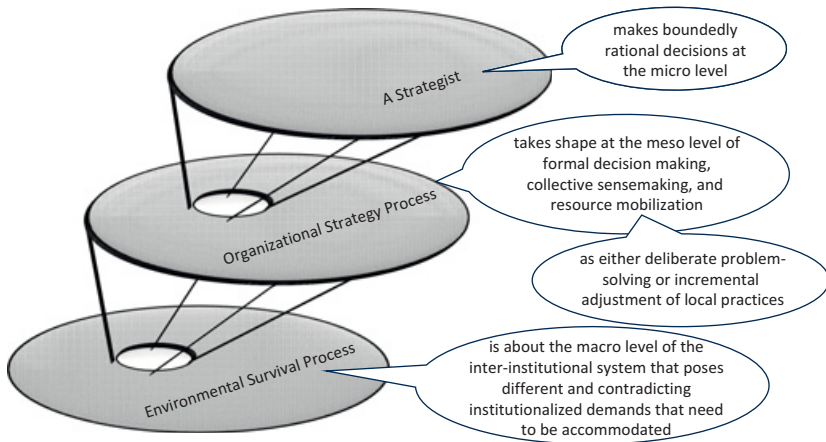 makes boundedly
rational decisions at
the micro level
A Strategist
takes shape at the meso level of
formal decision making,
collective sensemaking, and
resource mobilization
Organizational Strategy Process
as either deliberate problem-
solving or incremental
adjustment of local practices
is about the macro level of the
inter-institutional system that poses
different and contradicting
institutionalized demands that need
to be accommodated
Environmental Survival Process